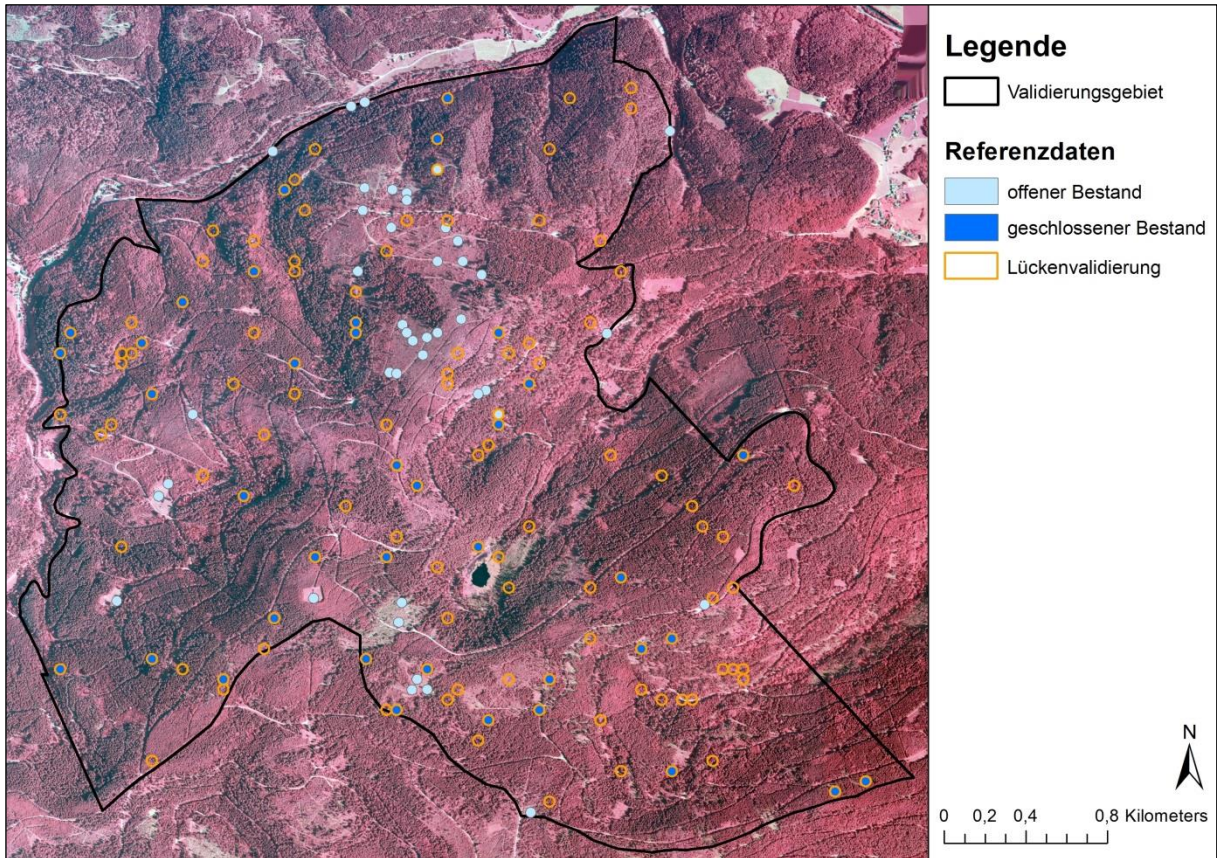 Legende
Validierungsgebiet
Referenzdaten
offener Bestand
geschlossener Bestand
Lückenvalidierung
N
0 0,2 0,4 0,8 Kilometers